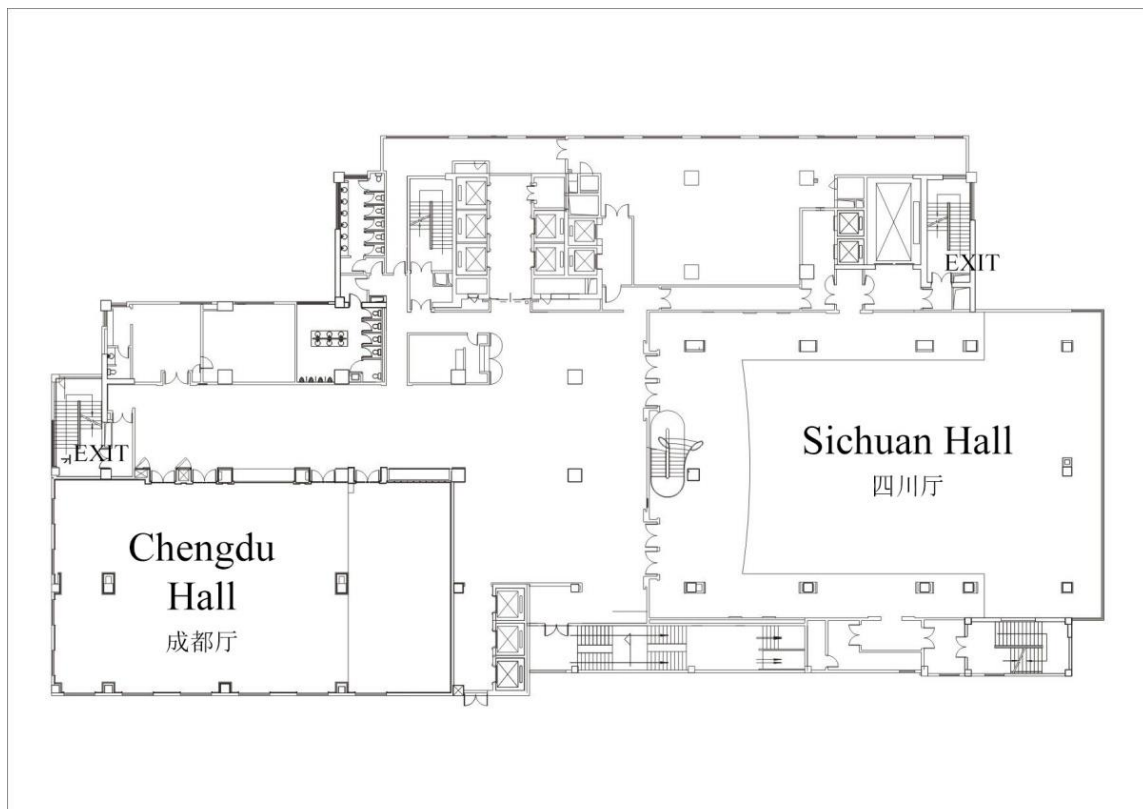 EXIT
Sichuan Hall
四川厅
EXIT
Chengdu
Hall
成都厅